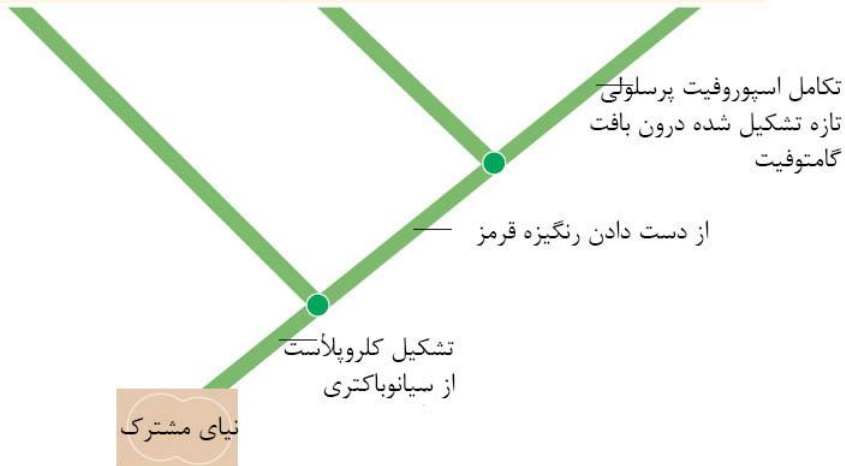 تکامل اسپوروفیت پرسلولی
تازه تشکیل شده درون بافت
گامتوفیت
از دست دادن رنگیزه قرمز
تشکیل کلروپلاست
از سیانوباکتری
نیای مشترک